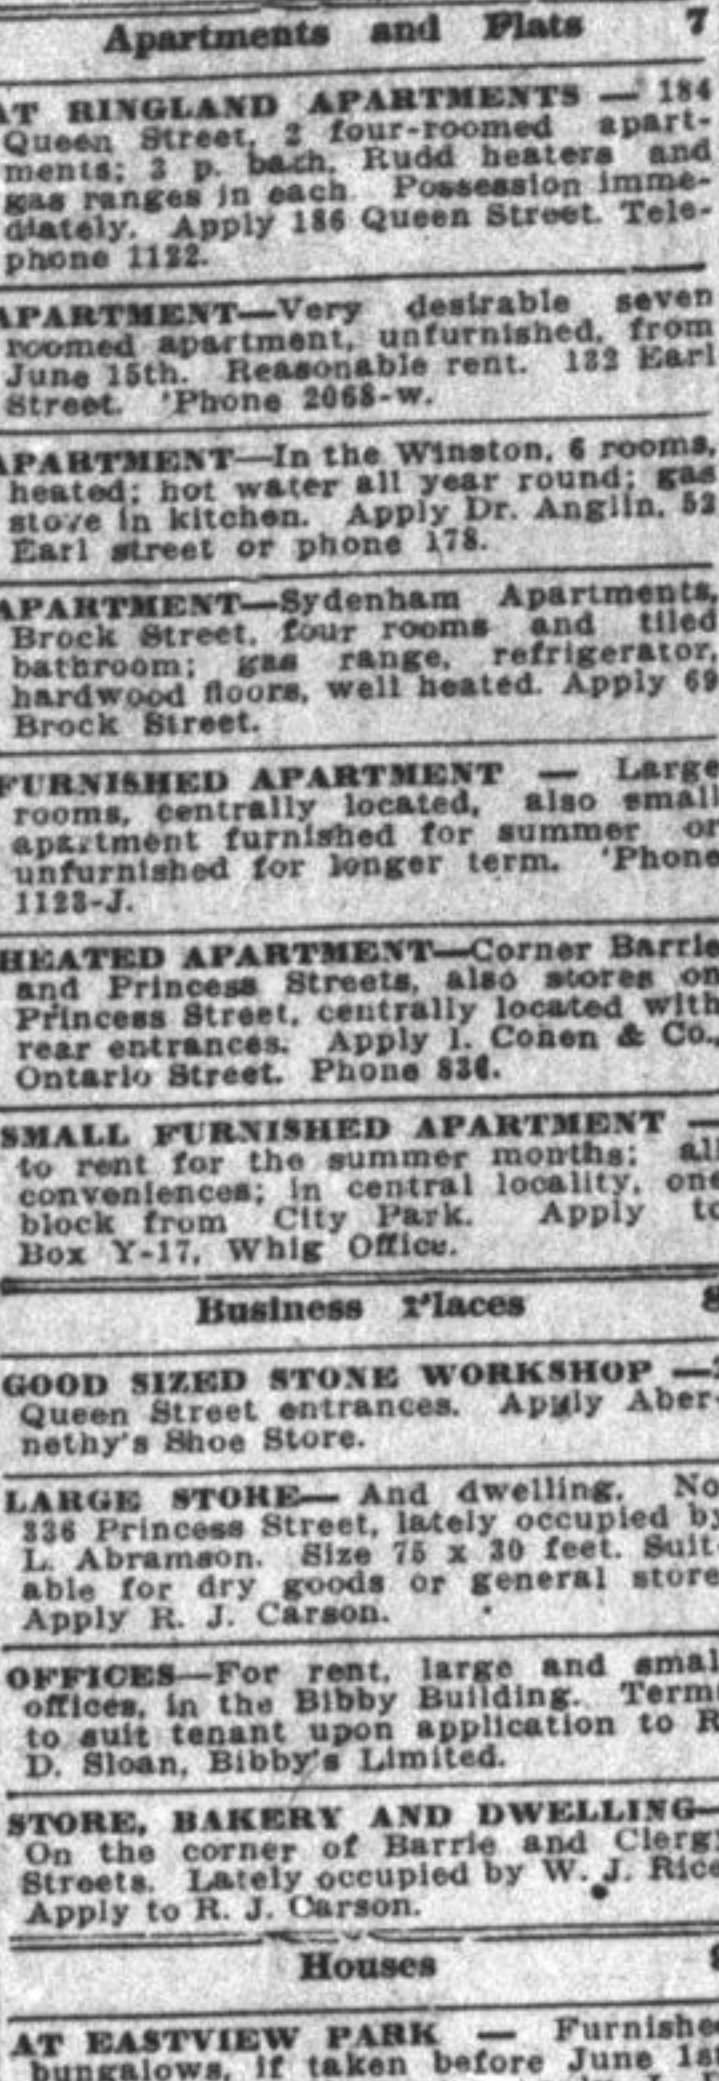 Apartments and Flats 7
AT RINGLAND APARTMENTS — 184
Queen Street, 2 four-roomed apart-
ments; 3 p. bath, Rudd heaters and
gas ranges in each. Possession imme-
diately. Apply 186 Queen Street. Tele-
phone 1122.
APARTMENT—Very desirable seven
roomed apartment, unfurnished, from
June 15th. Reasonable rent. 132 Earl
Street. 'Phone 2068-w.
APARTMENT—In the Winston, 6 rooms,
heated; hot water all year round; gas
stove in kitchen. Apply Dr. Anglin, 52
Earl street or phone 178.
APARTMENT—Sydenham Apartments,
Brock Street, four rooms and tiled
bathroom; gas range, refrigerator,
hardwood floors, well heated. Apply 69
Brock Street.
FURNISHED APARTMENT — Large
rooms, centrally located, also small
apartment furnished for summer or
unfurnished for longer term. 'Phone
1123-J.
HEATED APARTMENT—Corner Barrie
and Princess Streets, also stores on
Princess Street, centrally located with
rear entrances. Apply I. Cohen & Co.,
Ontario Street. Phone 836.
SMALL FURNISHED APARTMENT —
to rent for the summer months; all
conveniences; in central locality, one
block from City Park. Apply to
Box Y-17, Whig Office.
Business Places 8
GOOD SIZED STONE WORKSHOP —
Queen Street entrances. Apply Aber-
nethy's Shoe Store.
LARGE STORE— And dwelling, No
336 Princess Street, lately occupied by
L. Abramson. Size 75 x 30 feet. Suit-
able for dry goods or general store
Apply R. J. Carson.
OFFICES—For rent, large and smal
offices, in the Bibby Building. Term
to suit tenant upon application to R
D. Sloan, Bibby's Limited.
STORE, BAKERY AND DWELLING—
On the corner of Barrie and Clergy
Streets. Lately occupied by W. J. Rice
Apply to R. J. Carson.
Houses
AT EASTVIEW PARK — Furnishe
bungalows, if taken before June 1st